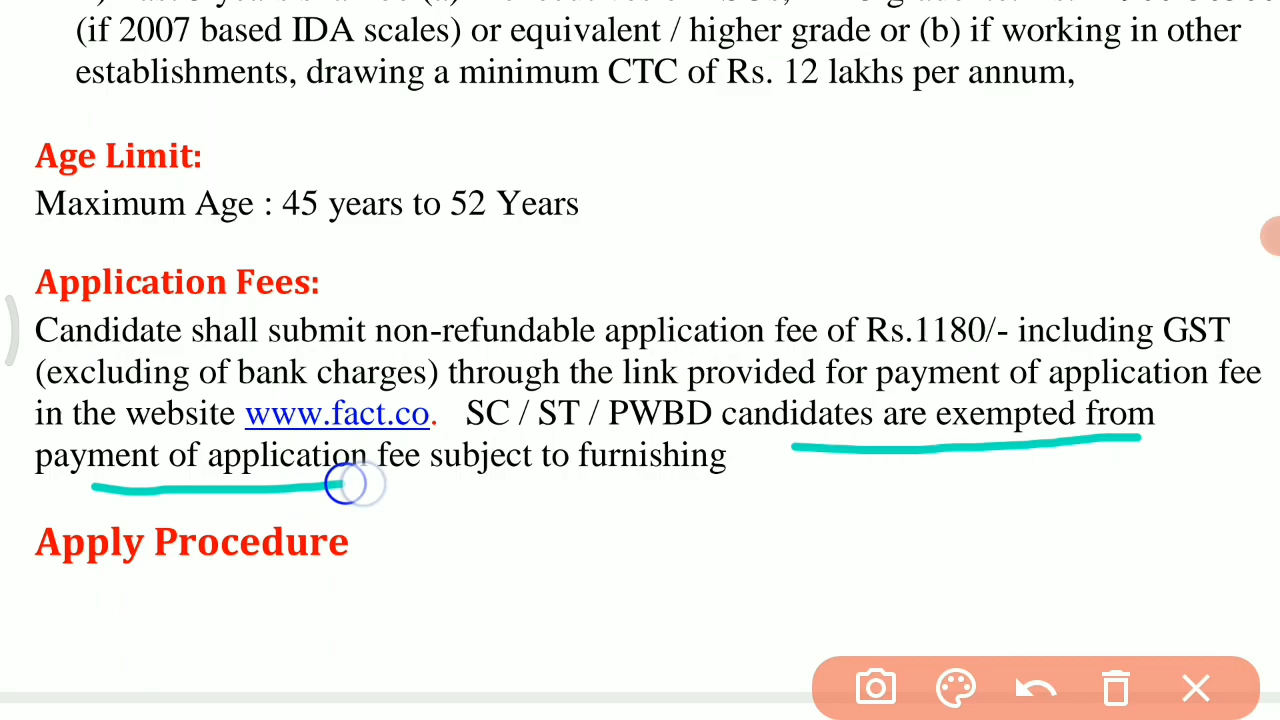 (if 2007 based IDA scales) or equivalent / higher grade or (b) if working in other
establishments, drawing a minimum CTC of Rs. 12 lakhs per annum,
Age Limit:
Maximum Age : 45 years to 52 Years
Application Fees:
Candidate shall submit non-refundable application fee of Rs.1180/- including GST
(excluding of bank charges) through the link provided for payment of application fee
in the website www.fact.co. SC / ST / PWBD candidates are exempted from
payment of application fee subject to furnishing
Apply Procedure